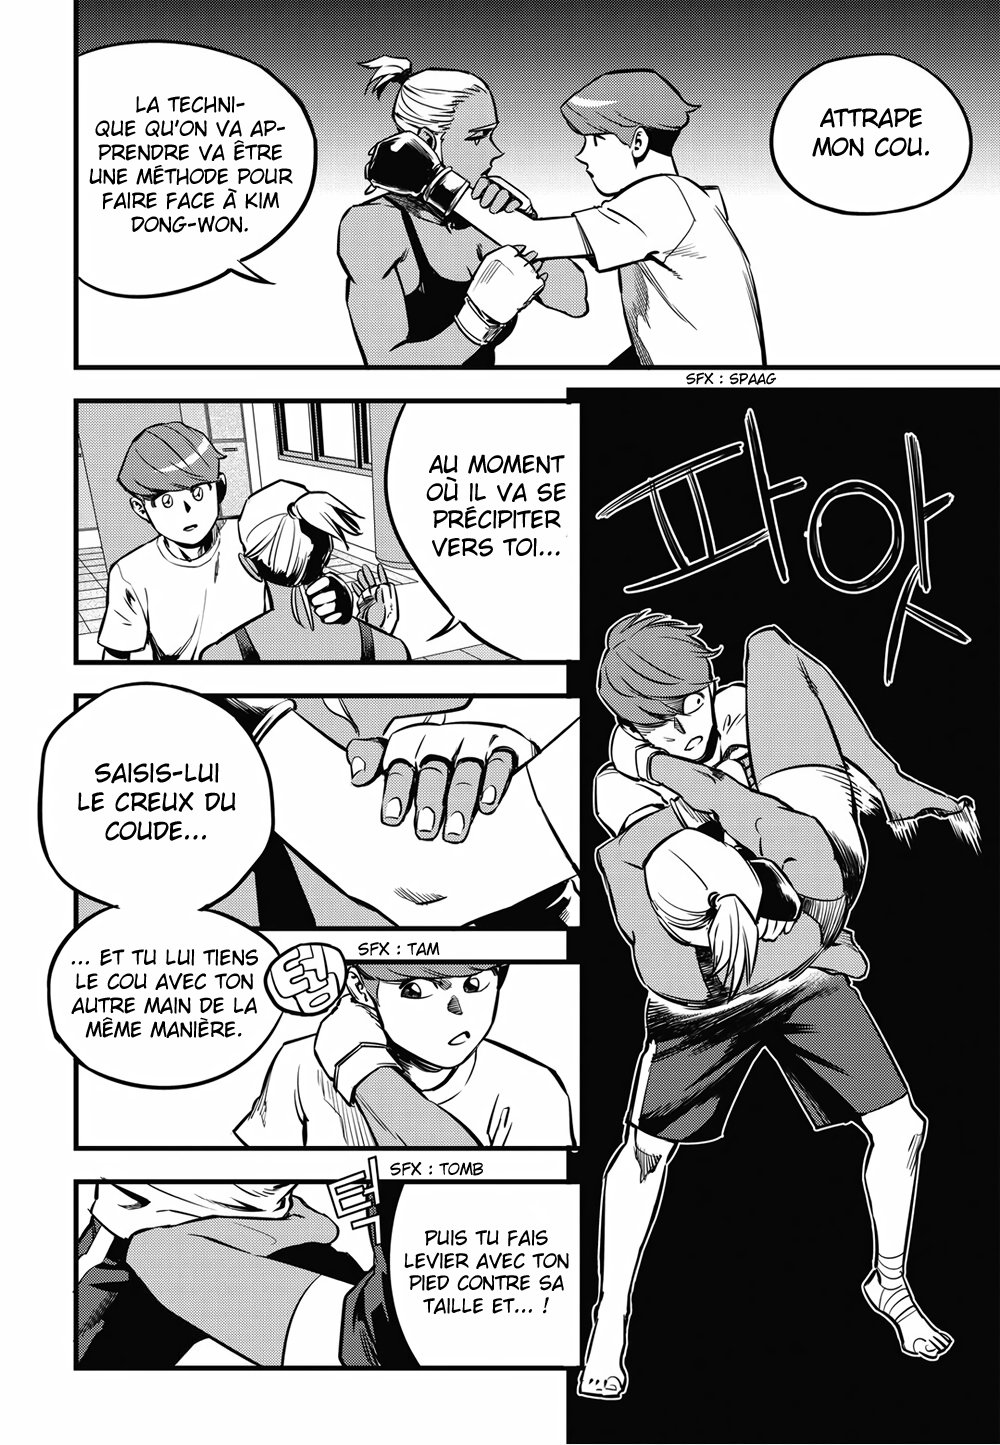 LA TECHNI-
QUE QU'ON VA AP-
PRENDRE VA ÊTRE
UNE MÉTHODE POUR
FAIRE FACE À KIM
DONG-WON.
ATTRAPE
MON COU.
SFX : SPAAG
파앗
AU MOMENT
OÙ IL VA SE
PRÉCIPITER
VERS TOI...
SAISIS-LUI
LE CREUX DU
COUDE...
SFX : TAM
텁
... ET TU LUI TIENS
LE COU AVEC TON
AUTRE MAIN DE LA
MÊME MANIÈRE.
SFX : TOMB
턱
PUIS TU FAIS
LEVIER AVEC TON
PIED CONTRE SA
TAILLE ET... !